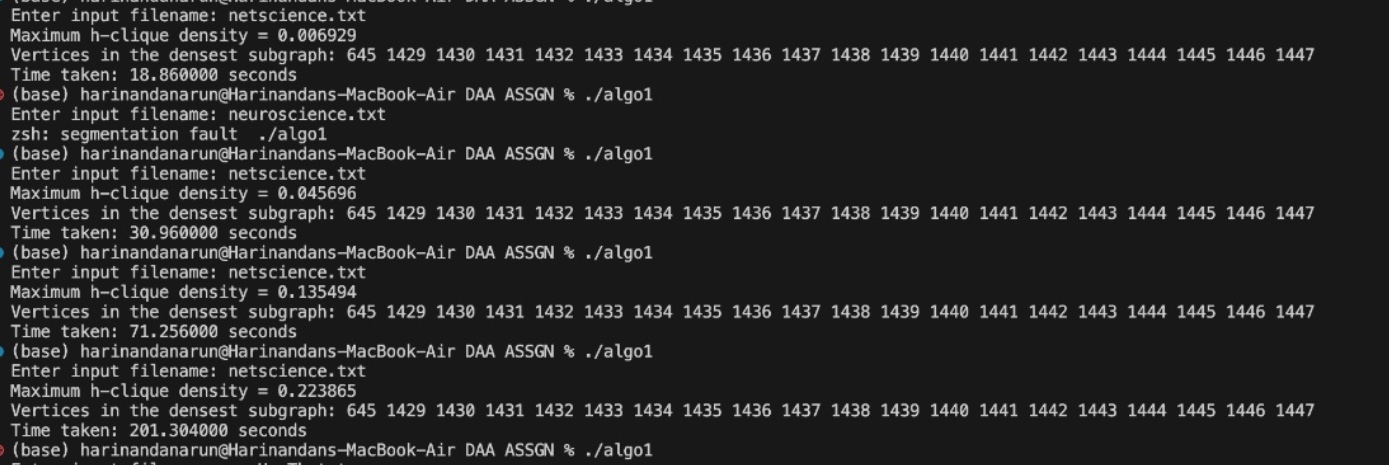 (base) harinandanarun@Harinandans-MacBook-Air DAA ASSGN % ./algo1
Enter input filename: netscience.txt
Maximum h-clique density = 0.006929
Vertices in the densest subgraph: 645 1429 1430 1431 1432 1433 1434 1435 1436 1437 1438 1439 1440 1441 1442 1443 1444 1445 1446 1447
Time taken: 18.860000 seconds
(base) harinandanarun@Harinandans-MacBook-Air DAA ASSGN % ./algo1
Enter input filename: neuroscience.txt
zsh: segmentation fault  ./algo1
(base) harinandanarun@Harinandans-MacBook-Air DAA ASSGN % ./algo1
Enter input filename: netscience.txt
Maximum h-clique density = 0.045696
Vertices in the densest subgraph: 645 1429 1430 1431 1432 1433 1434 1435 1436 1437 1438 1439 1440 1441 1442 1443 1444 1445 1446 1447
Time taken: 30.960000 seconds
(base) harinandanarun@Harinandans-MacBook-Air DAA ASSGN % ./algo1
Enter input filename: netscience.txt
Maximum h-clique density = 0.135494
Vertices in the densest subgraph: 645 1429 1430 1431 1432 1433 1434 1435 1436 1437 1438 1439 1440 1441 1442 1443 1444 1445 1446 1447
Time taken: 71.256000 seconds
(base) harinandanarun@Harinandans-MacBook-Air DAA ASSGN % ./algo1
Enter input filename: netscience.txt
Maximum h-clique density = 0.223865
Vertices in the densest subgraph: 645 1429 1430 1431 1432 1433 1434 1435 1436 1437 1438 1439 1440 1441 1442 1443 1444 1445 1446 1447
Time taken: 201.304000 seconds
(base) harinandanarun@Harinandans-MacBook-Air DAA ASSGN % ./algo1
Enter input filename: